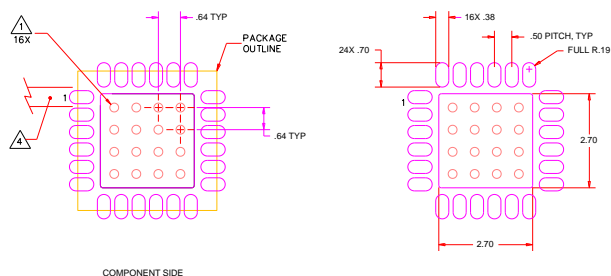 1
16X
.64 TYP
PACKAGE
OUTLINE
1
4
.64 TYP
COMPONENT SIDE
16X .38
.50 PITCH, TYP
24X .70
FULL R.19
1
2.70
2.70